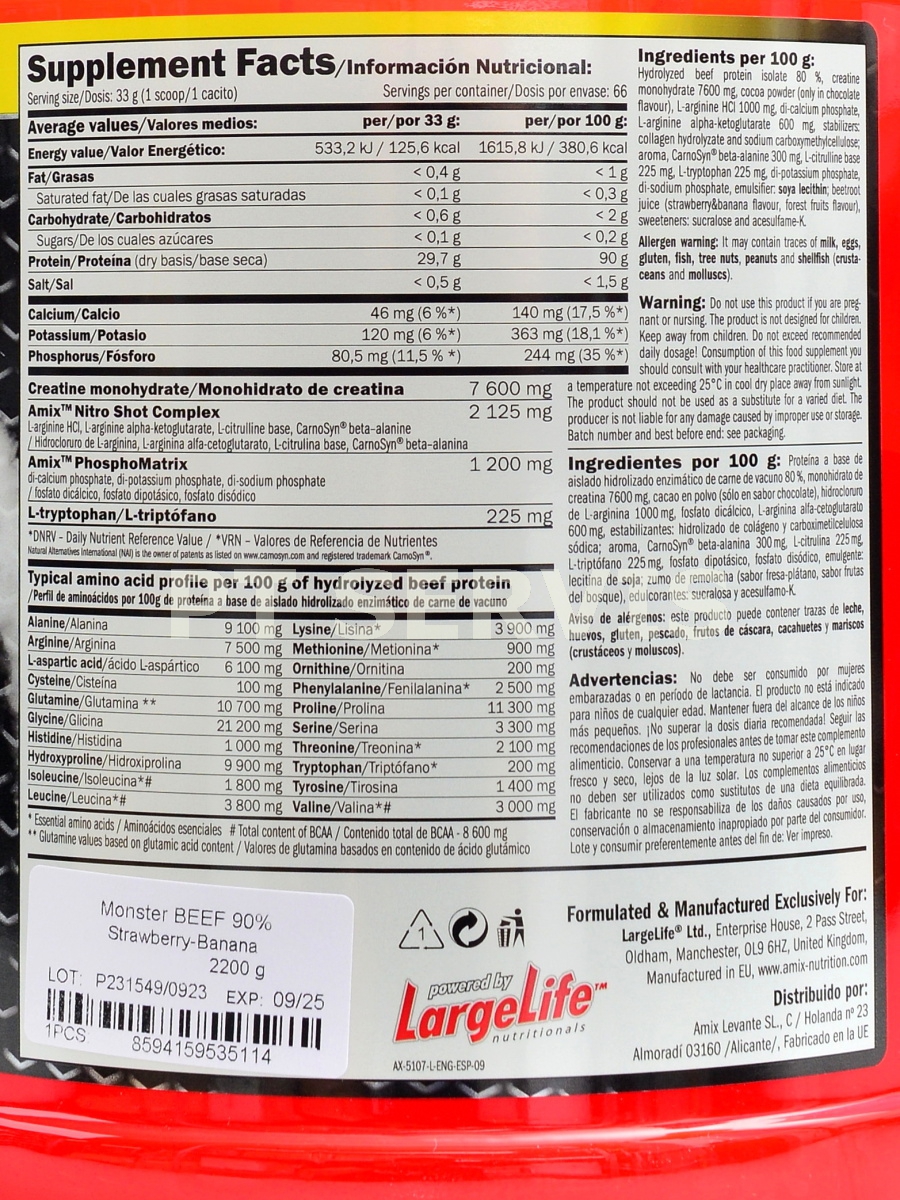 Supplement Facts/Información Nutricional:
Serving size/Dosis: 33 g (1 scoop/1 cacito) Servings per container/Dosis por envase: 66
Average values/Valores medios: per/por 33 g: per/por 100 g:
Energy value/Valor Energético: 533,2 kJ / 125,6 kcal 1615,8 kJ / 380,6 kcal
Fat/Grasas < 0,4 g < 1 g
Saturated fat/De las cuales grasas saturadas < 0,1 g < 0,3 g
Carbohydrate/Carbohidratos < 0,6 g < 2 g
Sugars/De los cuales azúcares < 0,1 g < 0,2 g
Protein/Proteína (dry basis/base seca) 29,7 g 90 g
Salt/Sal < 0,5 g < 1,5 g
Calcium/Calcio 46 mg (6 %*) 140 mg (17,5 %*)
Potassium/Potasio 120 mg (6 %*) 363 mg (18,1 %*)
Phosphorus/Fósforo 80,5 mg (11,5 % *) 244 mg (35 %*)
Creatine monohydrate/Monohidrato de creatina 7 600 mg
Amix™ Nitro Shot Complex 2 125 mg
L-arginine HCl, L-arginine alpha-ketoglutarate, L-citrulline base, CarnoSyn® beta-alanine
/ Hidrocloruro de L-arginina, L-arginina alfa-cetoglutarato, L-citrulina base, CarnoSyn® beta-alanina
Amix™ PhosphoMatrix 1 200 mg
di-calcium phosphate, di-potassium phosphate, di-sodium phosphate
/ fosfato dicálcico, fosfato dipotásico, fosfato disódico
L-tryptophan/L-triptófano 225 mg
*DNRV - Daily Nutrient Reference Value / *VRN - Valores de Referencia de Nutrientes
Natural Alternatives International (NAI) is the owner of patents as listed on www.carnosyn.com and registered trademark CarnoSyn®.
Typical amino acid profile per 100 g of hydrolyzed beef protein
/Perfil de aminoácidos por 100g de proteína a base de aislado hidrolizado enzimático de carne de vacuno
Alanine/Alanina 9 100 mg Lysine/Lisina* 3 900 mg
Arginine/Arginina 7 500 mg Methionine/Metionina* 900 mg
L-aspartic acid/ácido L-aspártico 6 100 mg Ornithine/Ornitina 200 mg
Cysteine/Cisteína 100 mg Phenylalanine/Fenilalanina* 2 500 mg
Glutamine/Glutamina ** 10 700 mg Proline/Prolina 11 300 mg
Glycine/Glicina 21 200 mg Serine/Serina 3 300 mg
Histidine/Histidina 1 000 mg Threonine/Treonina* 2 100 mg
Hydroxyproline/Hidroxiprolina 9 900 mg Tryptophan/Triptófano* 200 mg
Isoleucine/Isoleucina*# 1 800 mg Tyrosine/Tirosina 1 400 mg
Leucine/Leucina*# 3 800 mg Valine/Valina*# 3 000 mg
* Essential amino acids / Aminoácidos esenciales # Total content of BCAA / Contenido total de BCAA - 8 600 mg
** Glutamine values based on glutamic acid content / Valores de glutamina basados en contenido de ácido glutámico
Ingredients per 100 g:
Hydrolyzed beef protein isolate 80 %, creatine
monohydrate 7600 mg, cocoa powder (only in chocolate
flavour), L-arginine HCl 1000 mg, di-calcium phosphate,
L-arginine alpha-ketoglutarate 600 mg, stabilizers:
collagen hydrolyzate and sodium carboxymethylcellulose;
aroma, CarnoSyn® beta-alanine 300 mg, L-citrulline base
225 mg, L-tryptophan 225 mg, di-potassium phosphate,
di-sodium phosphate, emulsifier: soya lecithin; beetroot
juice (strawberry&banana flavour, forest fruits flavour),
sweeteners: sucralose and acesulfame-K.
Allergen warning: It may contain traces of milk, eggs,
gluten, fish, tree nuts, peanuts and shellfish (crusta-
ceans and molluscs).
Warning: Do not use this product if you are preg-
nant or nursing. The product is not designed for children.
Keep away from children. Do not exceed recommended
daily dosage! Consumption of this food supplement you
should consult with your healthcare practitioner. Store at
a temperature not exceeding 25°C in cool dry place away from sunlight.
The product should not be used as a substitute for a varied diet. The
producer is not liable for any damage caused by improper use or storage.
Batch number and best before end: see packaging.
Ingredientes por 100 g: Proteína a base de
aislado hidrolizado enzimático de carne de vacuno 80%, monohidrato de
creatina 7600 mg, cacao en polvo (sólo en sabor chocolate), hidrocloruro
de L-arginina 1000 mg, fosfato dicálcico, L-arginina alfa-cetoglutarato
600 mg, estabilizantes: hidrolizado de colágeno y carboximetilcelulosa
sódica; aroma, CarnoSyn® beta-alanina 300 mg, L-citrulina 225 mg,
L-triptófano 225 mg, fosfato dipotásico, fosfato disódico, emulgente:
lecitina de soja; zumo de remolacha (sabor fresa-plátano, sabor frutas
del bosque), edulcorantes: sucralosa y acesulfamo-K.
Aviso de alérgenos: este producto puede contener trazas de leche,
huevos, gluten, pescado, frutos de cáscara, cacahuetes y mariscos
(crustáceos y moluscos).
Advertencias: No debe ser consumido por mujeres
embarazadas o en período de lactancia. El producto no está indicado
para niños de cualquier edad. Mantener fuera del alcance de los niños
más pequeños. ¡No superar la dosis diaria recomendada! Seguir las
recomendaciones de los profesionales antes de tomar este complemento
alimenticio. Conservar a una temperatura no superior a 25°C en lugar
fresco y seco, lejos de la luz solar. Los complementos alimenticios
no deben ser utilizados como sustitutos de una dieta equilibrada.
El fabricante no se responsabiliza de los daños causados por uso,
conservación o almacenamiento inapropiado por parte del consumidor.
Lote y consumir preferentemente antes del fin de: Ver impreso.
PT SERVIS
Monster BEEF 90%
Strawberry-Banana
2200 g
LOT: P231549/0923 EXP: 09/25
1PCS
8594159535114
1
powered by
LargeLife™
nutritionals
AX-5107-L-ENG-ESP-09
Formulated & Manufactured Exclusively For:
LargeLife® Ltd., Enterprise House, 2 Pass Street,
Oldham, Manchester, OL9 6HZ, United Kingdom,
Manufactured in EU, www.amix-nutrition.com
Distribuido por:
Amix Levante SL., C / Holanda nº 23
Almoradí 03160 /Alicante/, Fabricado en la UE